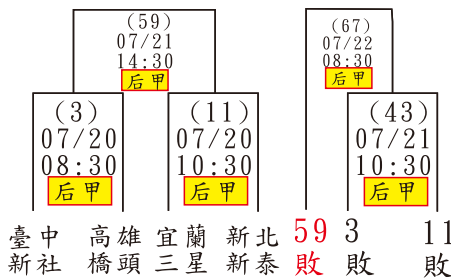 (59)
07/21
14:30
后甲
(67)
07/22
08:30
后甲
(3)
07/20
08:30
后甲
(11)
07/20
10:30
后甲
(43)
07/21
10:30
后甲
臺中 高雄 宜蘭 新北 59 3 11
新社 橋頭 三星 新泰 敗 敗 敗